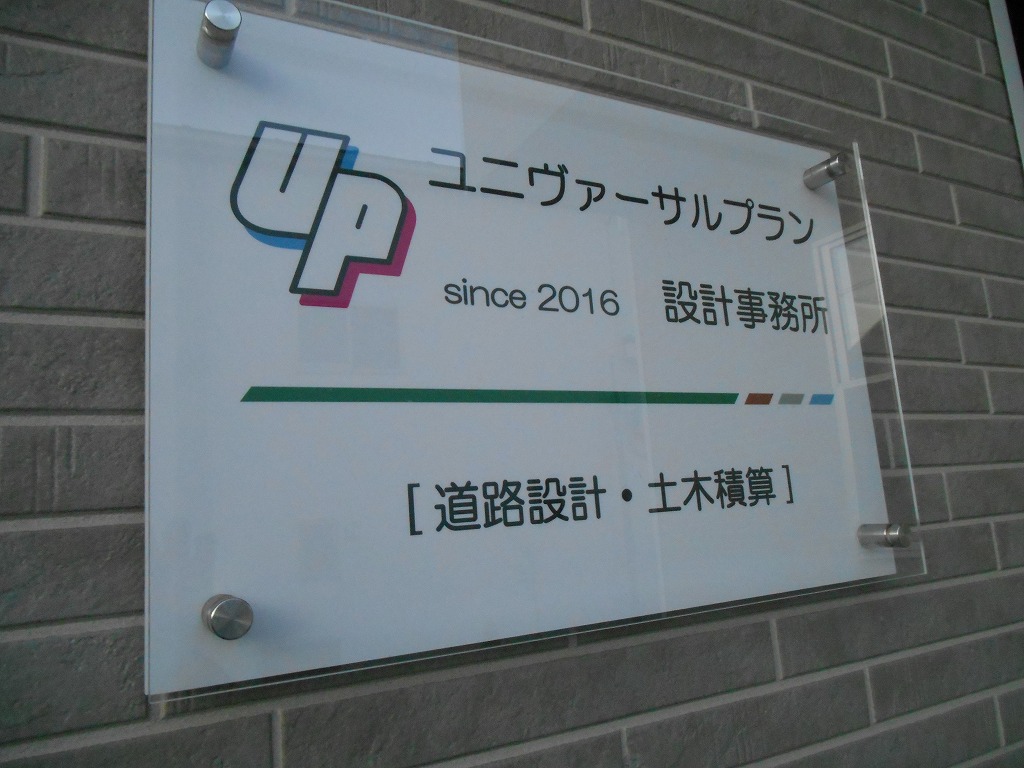 UP ユニヴァーサルプラン
since 2016 設計事務所
[ 道路設計・土木積算 ]